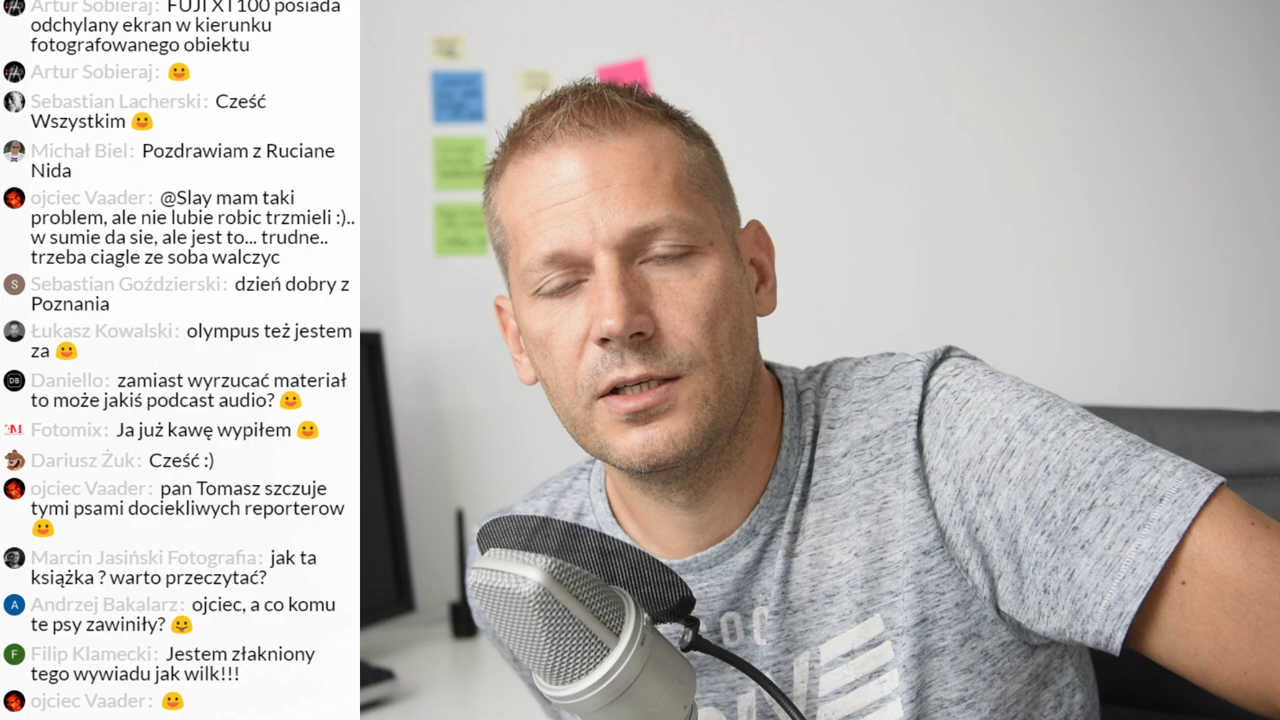 Artur Sobieraj: FUJI XT100 posiada
odchylany ekran w kierunku
fotografowanego obiektu
Artur Sobieraj: 😃
Sebastian Lacherski: Cześć
Wszystkim 😃
Michał Biel: Pozdrawiam z Ruciane
Nida
ojciec Vaader: @Slay mam taki
problem, ale nie lubie robic trzmieli :)..
w sumie da sie, ale jest to... trudne..
trzeba ciagle ze soba walczyc
S Sebastian Goździerski: dzień dobry z
Poznania
Łukasz Kowalski: olympus też jestem
za 😃
DB Daniello: zamiast wyrzucać materiał
to może jakiś podcast audio? 😃
Fotomix: Ja już kawę wypiłem 😃
Dariusz Żuk: Cześć :)
ojciec Vaader: pan Tomasz szczuje
tymi psami dociekliwych reporterow
😃
Marcin Jasiński Fotografia: jak ta
książka ? warto przeczytać?
A Andrzej Bakalarz: ojciec, a co komu
te psy zawiniły? 😛
F Filip Klamecki: Jestem złakniony
tego wywiadu jak wilk!!!
ojciec Vaader: 😃